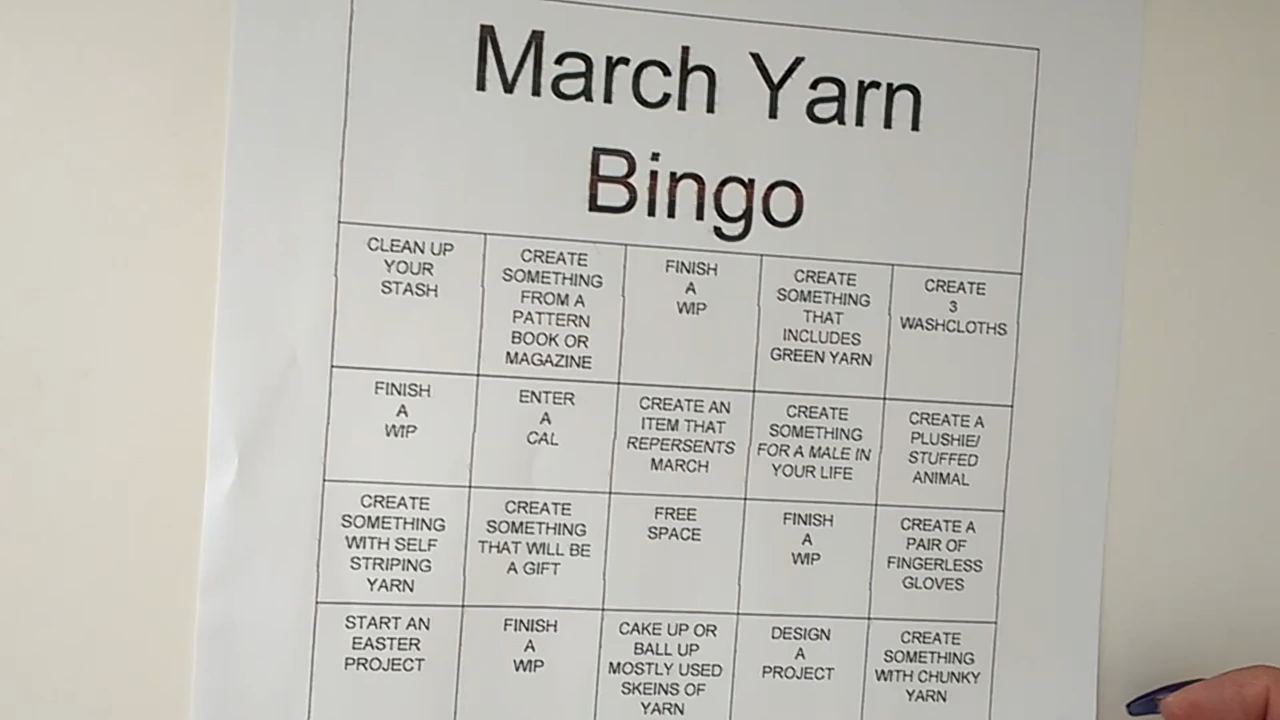 March Yarn
Bingo
CLEAN UP
YOUR
STASH
CREATE
SOMETHING
FROM A
PATTERN
BOOK OR
MAGAZINE
FINISH
A
WIP
CREATE
SOMETHING
THAT
INCLUDES
GREEN YARN
CREATE
3
WASHCLOTHS
FINISH
A
WIP
ENTER
A
CAL
CREATE AN
ITEM THAT
REPERSENTS
MARCH
CREATE
SOMETHING
FOR A MALE IN
YOUR LIFE
CREATE A
PLUSHIE/
STUFFED
ANIMAL
CREATE
SOMETHING
WITH SELF
STRIPING
YARN
CREATE
SOMETHING
THAT WILL BE
A GIFT
FREE
SPACE
FINISH
A
WIP
CREATE A
PAIR OF
FINGERLESS
GLOVES
START AN
EASTER
PROJECT
FINISH
A
WIP
CAKE UP OR
BALL UP
MOSTLY USED
SKEINS OF
YARN
DESIGN
A
PROJECT
CREATE
SOMETHING
WITH CHUNKY
YARN